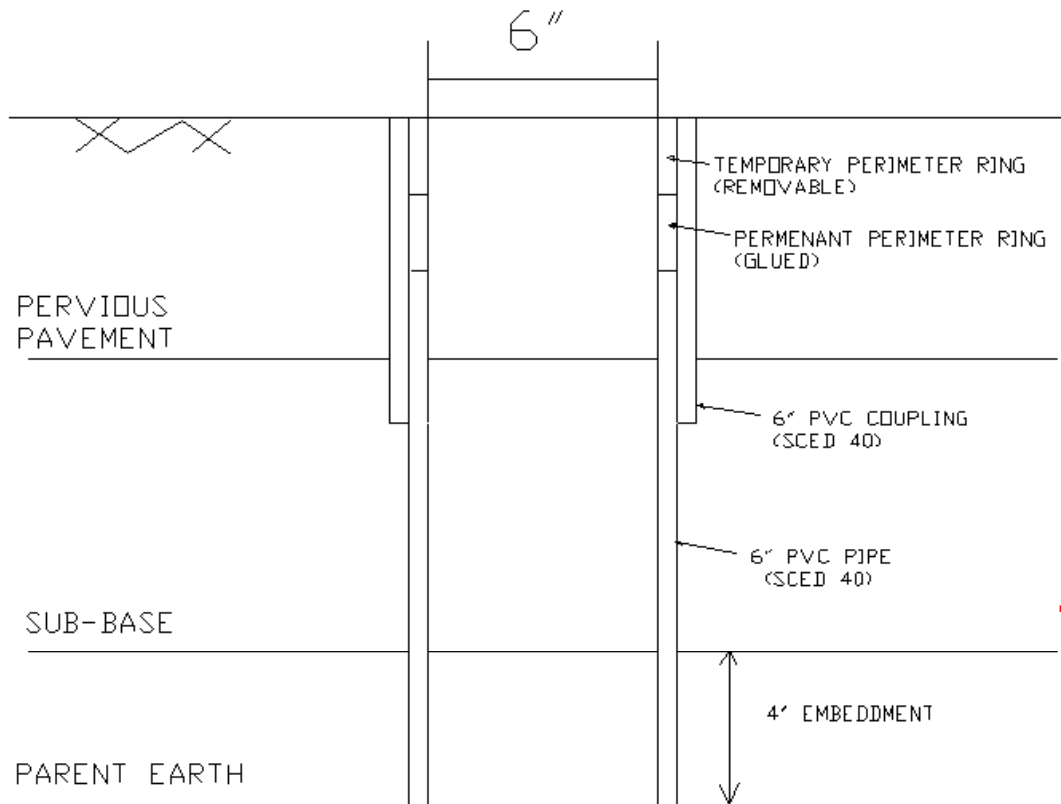 6"
TEMPORARY PERIMETER RING
(REMOVABLE)
PERMENANT PERIMETER RING
(GLUED)
PERVIOUS
PAVEMENT
6" PVC COUPLING
(SCED 40)
6" PVC PIPE
(SCED 40)
SUB-BASE
4' EMBEDDMENT
PARENT EARTH